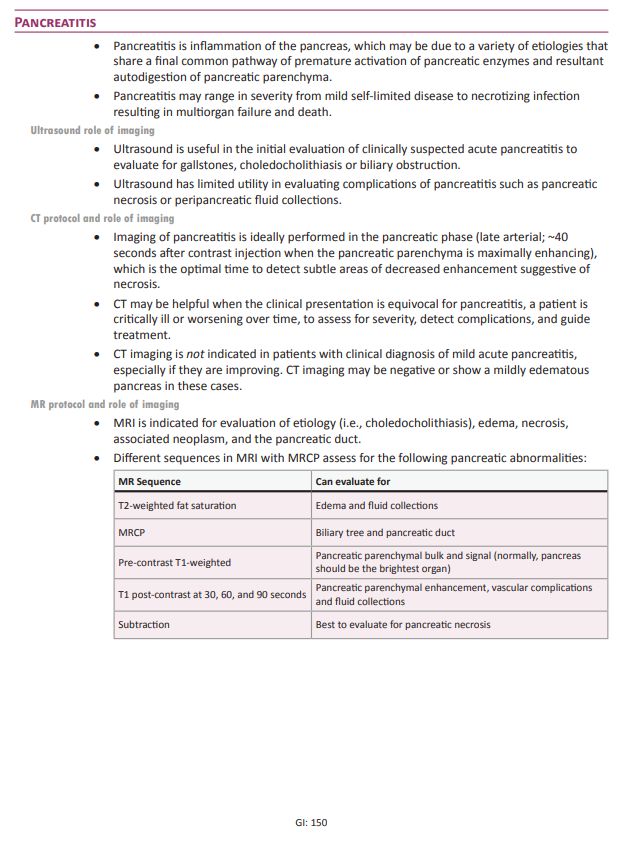 PANCREATITIS
• Pancreatitis is inflammation of the pancreas, which may be due to a variety of etiologies that
share a final common pathway of premature activation of pancreatic enzymes and resultant
autodigestion of pancreatic parenchyma.
• Pancreatitis may range in severity from mild self-limited disease to necrotizing infection
resulting in multiorgan failure and death.
Ultrasound role of imaging
• Ultrasound is useful in the initial evaluation of clinically suspected acute pancreatitis to
evaluate for gallstones, choledocholithiasis or biliary obstruction.
• Ultrasound has limited utility in evaluating complications of pancreatitis such as pancreatic
necrosis or peripancreatic fluid collections.
CT protocol and role of imaging
• Imaging of pancreatitis is ideally performed in the pancreatic phase (late arterial; ~40
seconds after contrast injection when the pancreatic parenchyma is maximally enhancing),
which is the optimal time to detect subtle areas of decreased enhancement suggestive of
necrosis.
• CT may be helpful when the clinical presentation is equivocal for pancreatitis, a patient is
critically ill or worsening over time, to assess for severity, detect complications, and guide
treatment.
• CT imaging is not indicated in patients with clinical diagnosis of mild acute pancreatitis,
especially if they are improving. CT imaging may be negative or show a mildly edematous
pancreas in these cases.
MR protocol and role of imaging
• MRI is indicated for evaluation of etiology (i.e., choledocholithiasis), edema, necrosis,
associated neoplasm, and the pancreatic duct.
• Different sequences in MRI with MRCP assess for the following pancreatic abnormalities:
MR Sequence Can evaluate for
T2-weighted fat saturation Edema and fluid collections
MRCP Biliary tree and pancreatic duct
Pre-contrast T1-weighted Pancreatic parenchymal bulk and signal (normally, pancreas
should be the brightest organ)
T1 post-contrast at 30, 60, and 90 seconds Pancreatic parenchymal enhancement, vascular complications
and fluid collections
Subtraction Best to evaluate for pancreatic necrosis
GI: 150